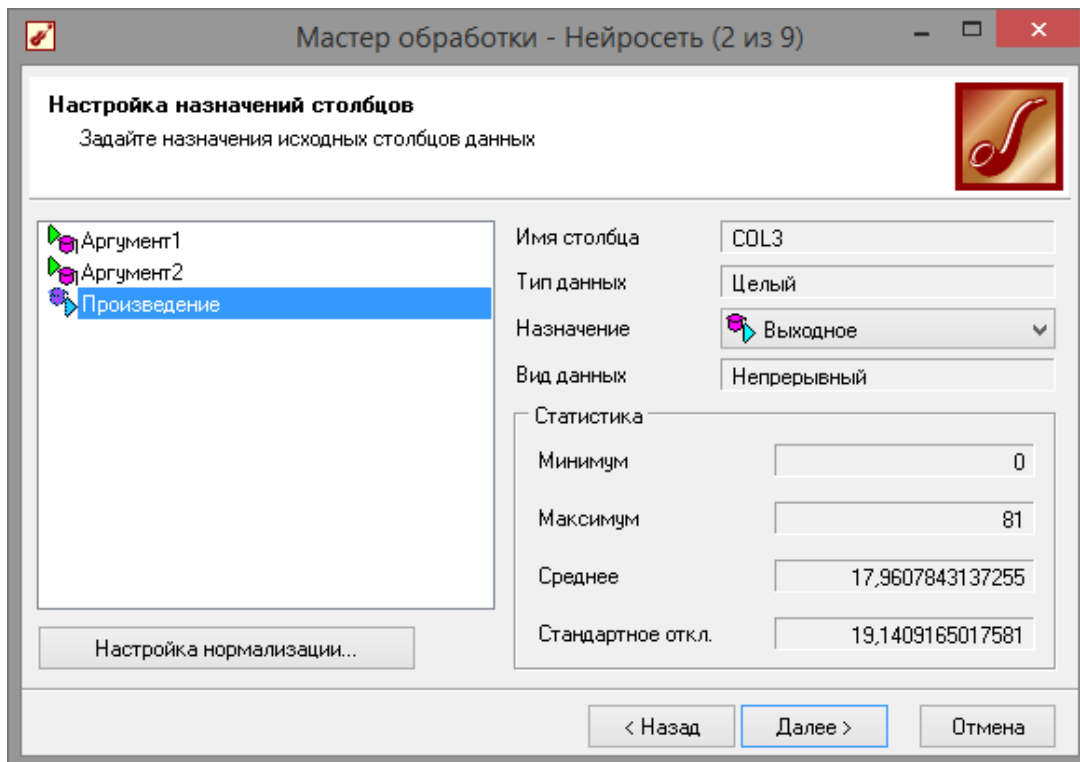 Мастер обработки - Нейросеть (2 из 9)
Настройка назначений столбцов
Задайте назначения исходных столбцов данных
Аргумент1
Аргумент2
Произведение
Настройка нормализации...
Имя столбца COL3
Тип данных Целый
Назначение Выходное
Вид данных Непрерывный
Статистика
Минимум 0
Максимум 81
Среднее 17,9607843137255
Стандартное откл. 19,1409165017581
< Назад Далее > Отмена